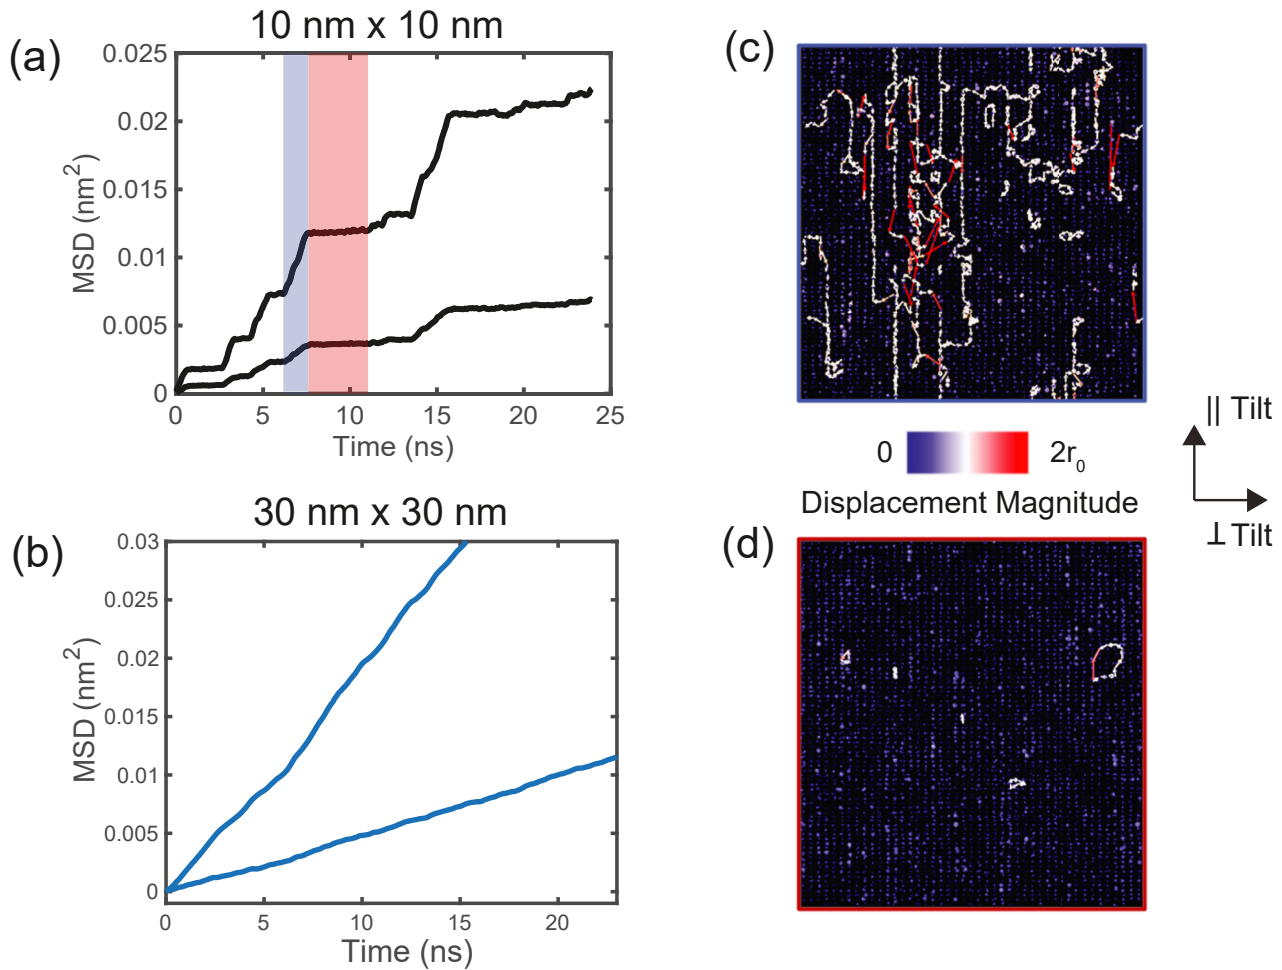 (a)
10 nm x 10 nm
MSD (nm²)
0.025
0.02
0.015
0.01
0.005
0
0 5 10 15 20 25
Time (ns)
(b)
30 nm x 30 nm
MSD (nm²)
0.03
0.025
0.02
0.015
0.01
0.005
0
0 5 10 15 20
Time (ns)
(c)
0 2r₀
Displacement Magnitude
|| Tilt
⊥ Tilt
(d)